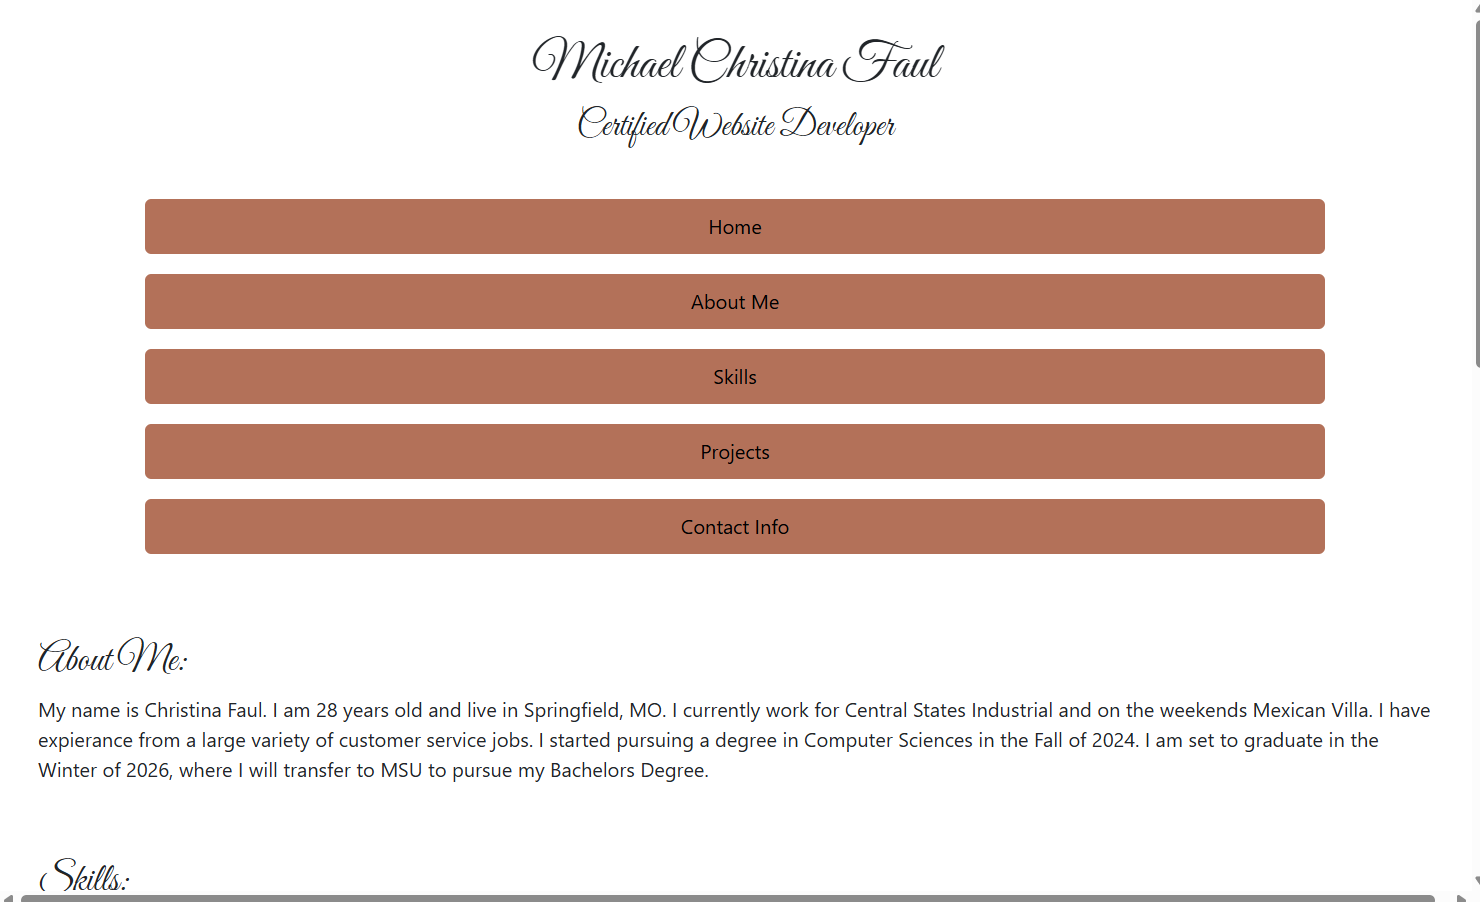 Michael Christina Faul
Certified Website Developer
Home
About Me
Skills
Projects
Contact Info
About Me:
My name is Christina Faul. I am 28 years old and live in Springfield, MO. I currently work for Central States Industrial and on the weekends Mexican Villa. I have
expierance from a large variety of customer service jobs. I started pursuing a degree in Computer Sciences in the Fall of 2024. I am set to graduate in the
Winter of 2026, where I will transfer to MSU to pursue my Bachelors Degree.
Skills: